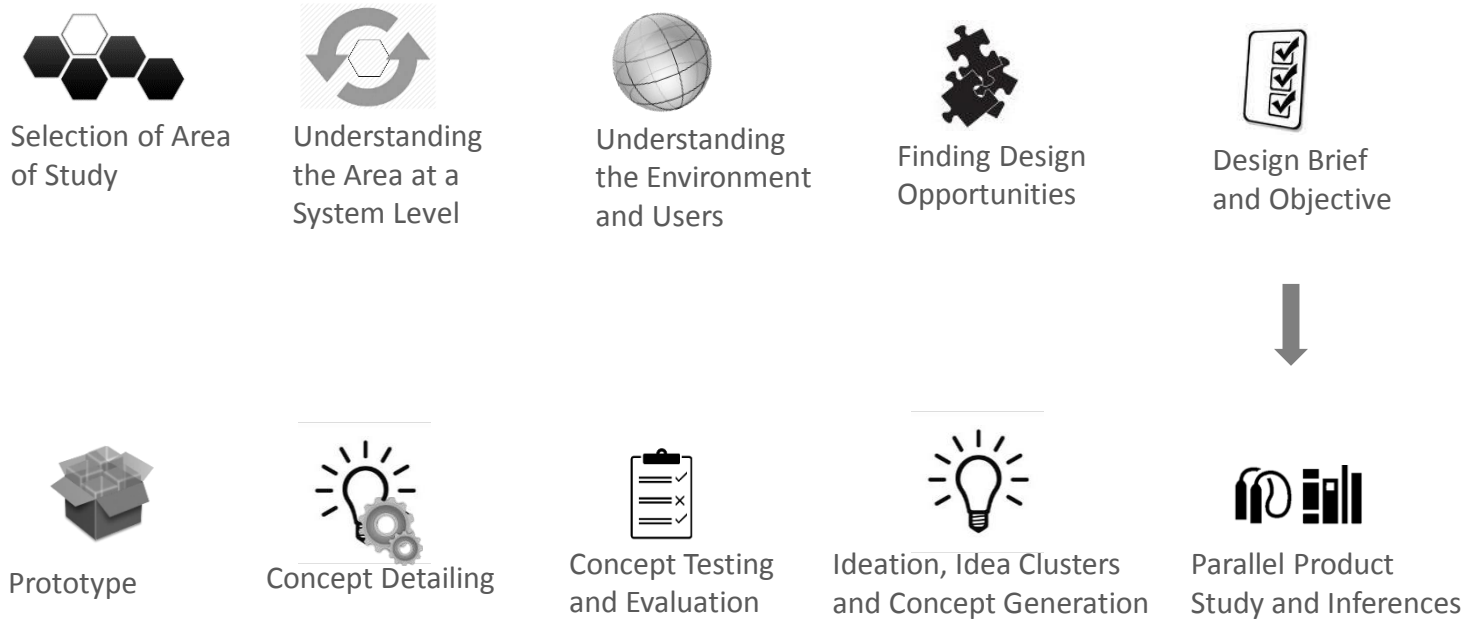 Selection of Area
of Study
Understanding
the Area at a
System Level
Understanding
the Environment
and Users
Finding Design
Opportunities
Design Brief
and Objective
Prototype
Concept Detailing
Concept Testing
and Evaluation
Ideation, Idea Clusters
and Concept Generation
Parallel Product
Study and Inferences